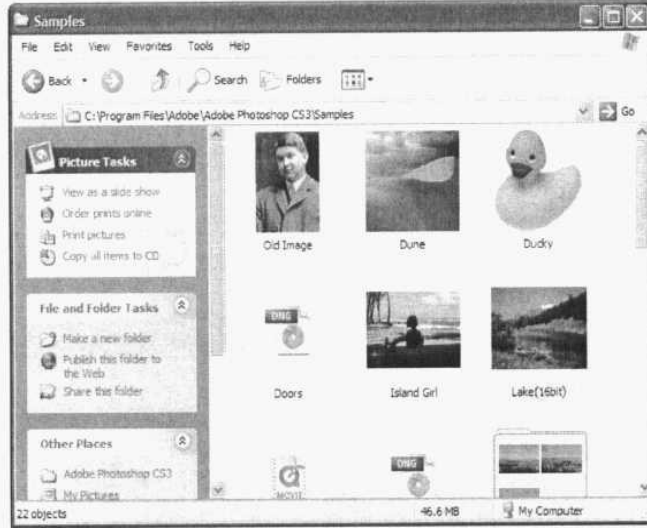 Samples
File Edit View Favorites Tools Help
Back Search Folders
Address C:\Program Files\Adobe\Adobe Photoshop CS3\Samples Go
Picture Tasks
View as a slide show
Order prints online
Print pictures
Copy all items to CD
File and Folder Tasks
Make a new folder
Publish this folder to
the Web
Share this folder
Other Places
Adobe Photoshop CS3
My Pictures
Old Image Dune Ducky
DNG
Doors Island Girl Lake(16bit)
MOVIE DNG
22 objects 46.6 MB My Computer